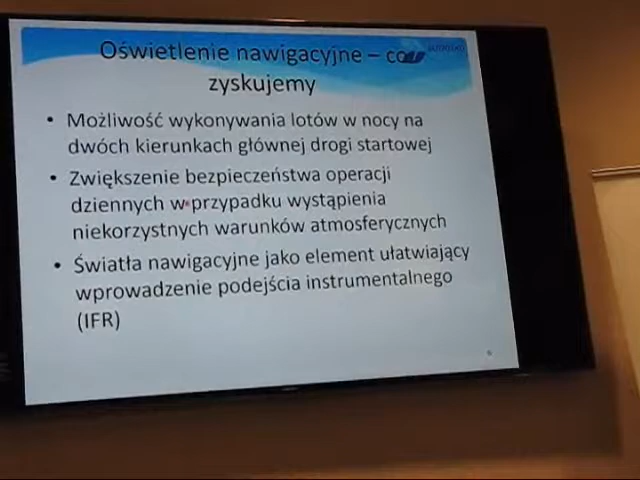 Oświetlenie nawigacyjne – co
zyskujemy
• Możliwość wykonywania lotów w nocy na
dwóch kierunkach głównej drogi startowej
• Zwiększenie bezpieczeństwa operacji
dziennych w przypadku wystąpienia
niekorzystnych warunków atmosferycznych
• Światła nawigacyjne jako element ułatwiający
wprowadzenie podejścia instrumentalnego
(IFR)